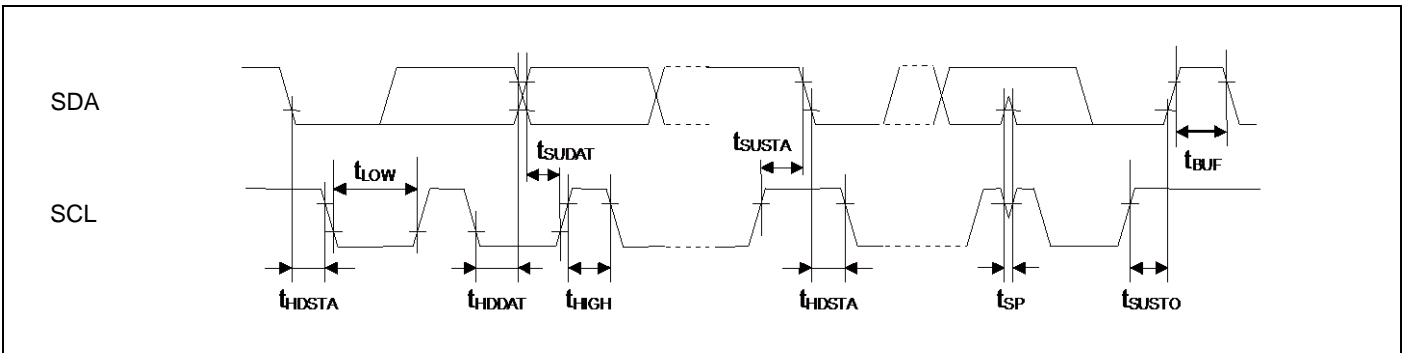 SDA
tSUDAT
tSUSTA
tBUF
tLOW
SCL
tHDSTA
tHDDAT
tHIGH
tHDSTA
tSP
tSUSTO